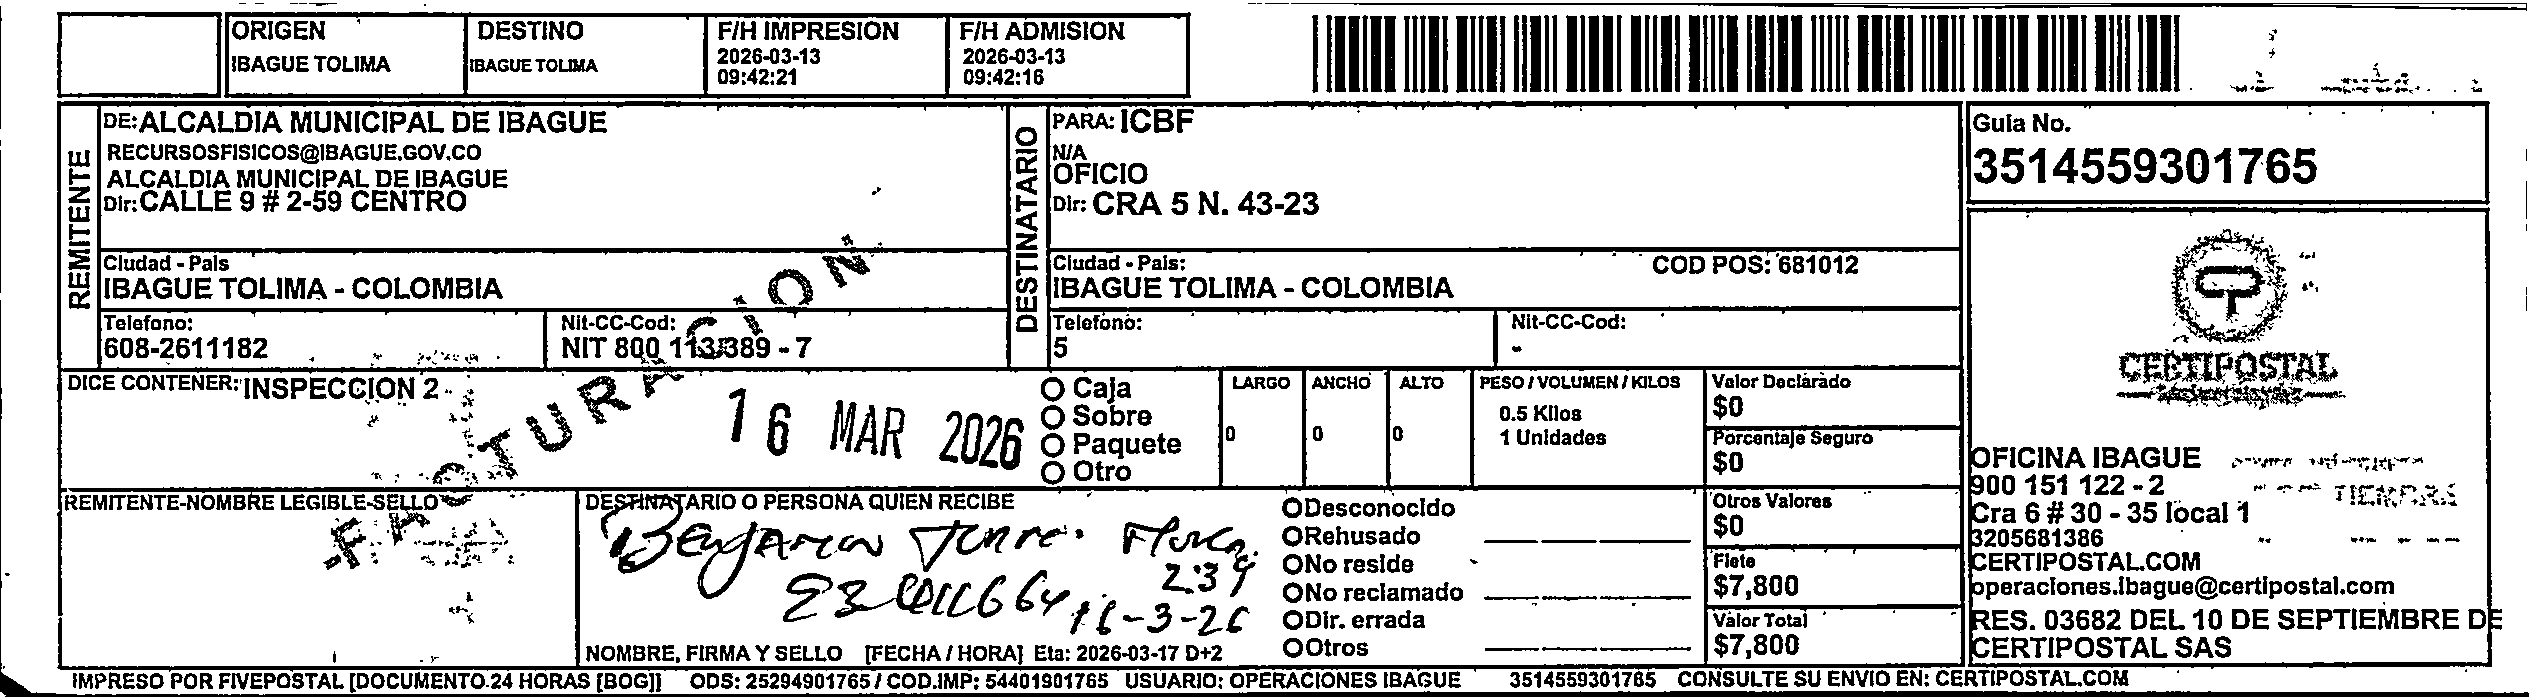 ORIGEN
IBAGUE TOLIMA
DESTINO
IBAGUE TOLIMA
F/H IMPRESION
2026-03-13
09:42:21
F/H ADMISION
2026-03-13
09:42:16
REMITENTE
DE: ALCALDIA MUNICIPAL DE IBAGUE
RECURSOSFISICOS@IBAGUE.GOV.CO
ALCALDIA MUNICIPAL DE IBAGUE
Dir: CALLE 9 # 2-59 CENTRO
Ciudad - Pais
IBAGUE TOLIMA - COLOMBIA
Telefono:
608-2611182
Nit-CC-Cod:
NIT 800 113389 - 7
DESTINATARIO
PARA: ICBF
N/A
OFICIO
Dir: CRA 5 N. 43-23
Ciudad - Pais:
COD POS: 681012
IBAGUE TOLIMA - COLOMBIA
Telefono:
5
Nit-CC-Cod:
-
Guia No.
3514559301765
CERTIPOSTAL
OFICINA IBAGUE
900 151 122 - 2
Cra 6 # 30 - 35 local 1
3205681386
CERTIPOSTAL.COM
operaciones.ibague@certipostal.com
RES. 03682 DEL 10 DE SEPTIEMBRE DE
CERTIPOSTAL SAS
DICE CONTENER: INSPECCION 2
FACTURACION
16 MAR 2026
Caja
Sobre
Paquete
Otro
LARGO
0
ANCHO
0
ALTO
0
PESO / VOLUMEN / KILOS
0.5 Kilos
1 Unidades
Valor Declarado
$0
Porcentaje Seguro
$0
Otros Valores
$0
Flete
$7,800
Valor Total
$7,800
REMITENTE-NOMBRE LEGIBLE-SELLO
DESTINATARIO O PERSONA QUIEN RECIBE
Benjamin
2:39
16-3-26
NOMBRE, FIRMA Y SELLO [FECHA / HORA] Eta: 2026-03-17 D+2
Desconocido
Rehusado
No reside
No reclamado
Dir. errada
Otros
IMPRESO POR FIVEPOSTAL [DOCUMENTO 24 HORAS [BOG]] ODS: 25294901765 / COD.IMP: 54401901765 USUARIO: OPERACIONES IBAGUE 3514559301765 CONSULTE SU ENVIO EN: CERTIPOSTAL.COM